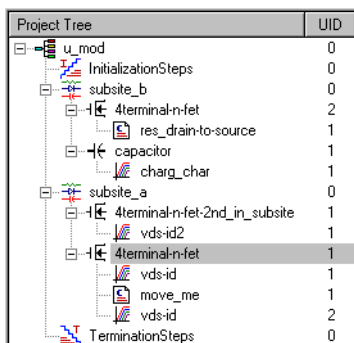 Project Tree UID
u_mod 0
InitializationSteps 0
subsite_b 0
4terminal-n-fet 2
res_drain-to-source 1
capacitor 1
charg_char 1
subsite_a 0
4terminal-n-fet-2nd_in_subsite 1
vds-id2 1
4terminal-n-fet 1
vds-id 1
move_me 1
vds-id 2
TerminationSteps 0